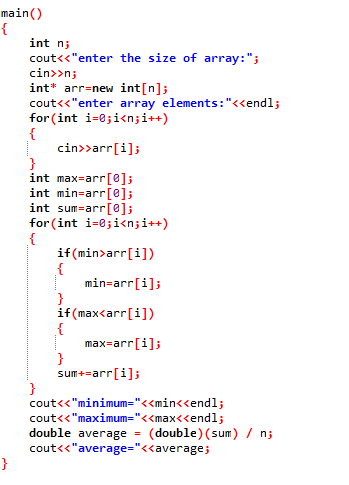 main()
{
    int n;
    cout<<"enter the size of array:";
    cin>>n;
    int* arr=new int[n];
    cout<<"enter array elements:"<<endl;
    for(int i=0;i<n;i++)
    {
        cin>>arr[i];
    }
    int max=arr[0];
    int min=arr[0];
    int sum=arr[0];
    for(int i=0;i<n;i++)
    {
        if(min>arr[i])
        {
            min=arr[i];
        }
        if(max<arr[i])
        {
            max=arr[i];
        }
        sum+=arr[i];
    }
    cout<<"minimum="<<min<<endl;
    cout<<"maximum="<<max<<endl;
    double average = (double)(sum) / n;
    cout<<"average="<<average;
}